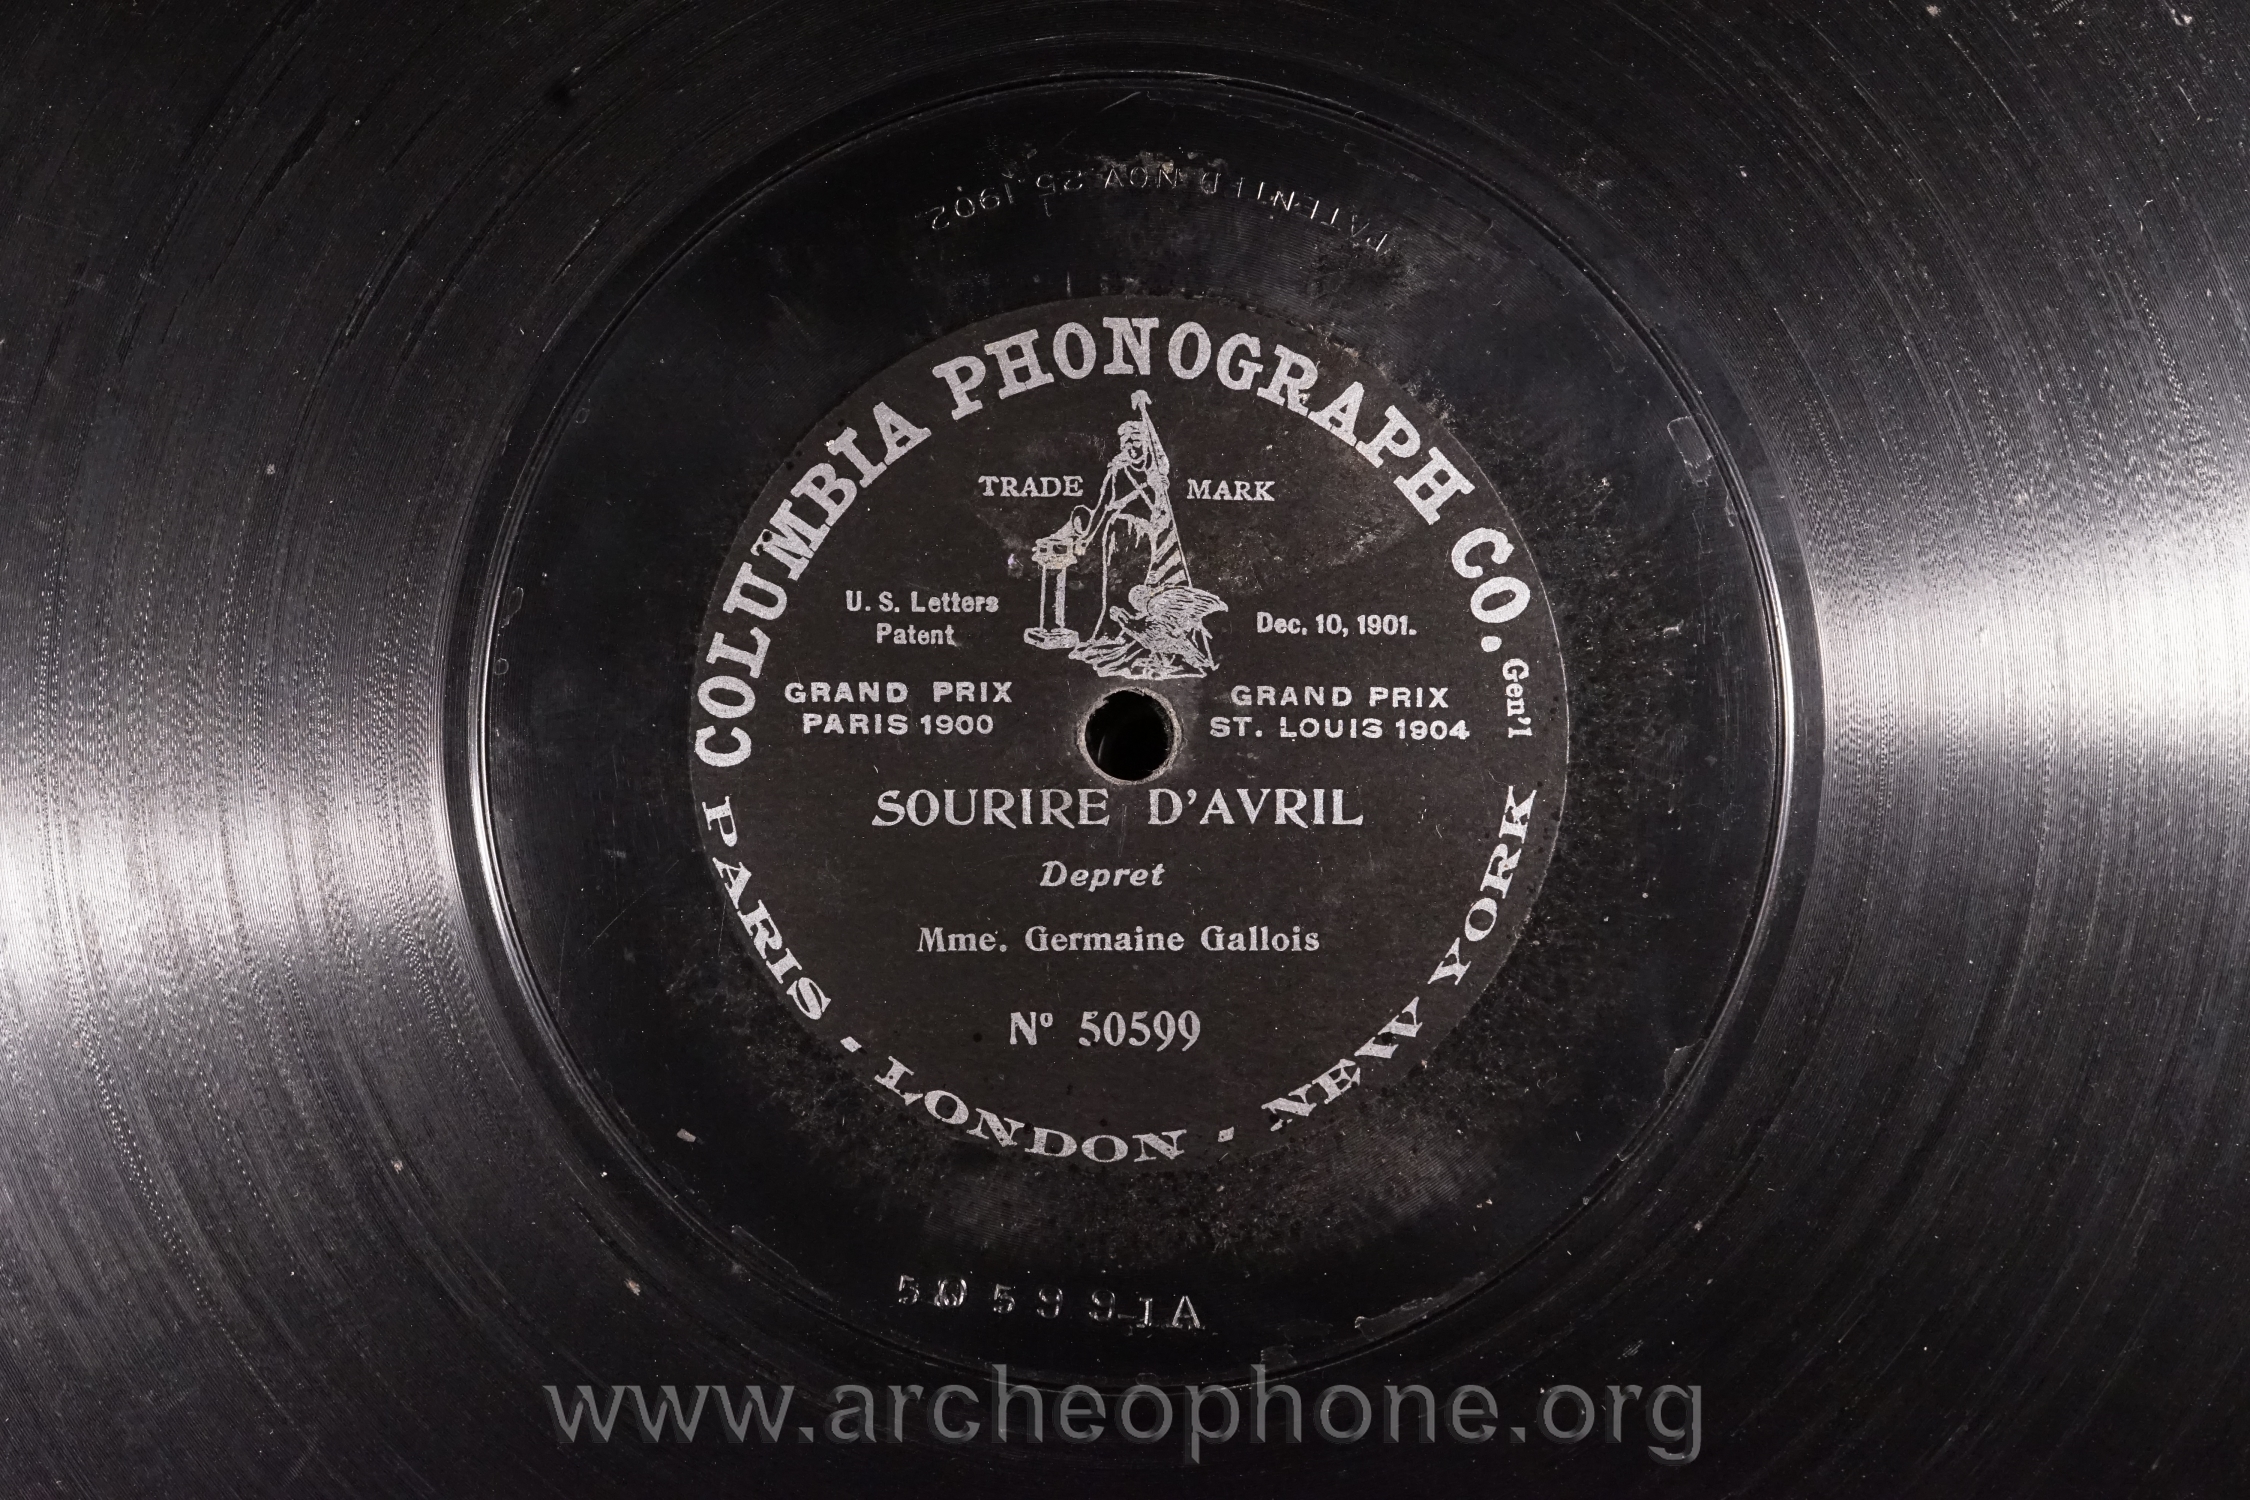 PATENTED NOV 25, 1902
COLUMBIA PHONOGRAPH CO. Gen'l
TRADE MARK
U. S. Letters
Patent
Dec. 10, 1901.
GRAND PRIX
PARIS 1900
GRAND PRIX
ST. LOUIS 1904
SOURIRE D'AVRIL
Depret
Mme. Germaine Gallois
Nº 50599
PARIS - LONDON - NEW YORK
50599-1A
www.archeophone.org